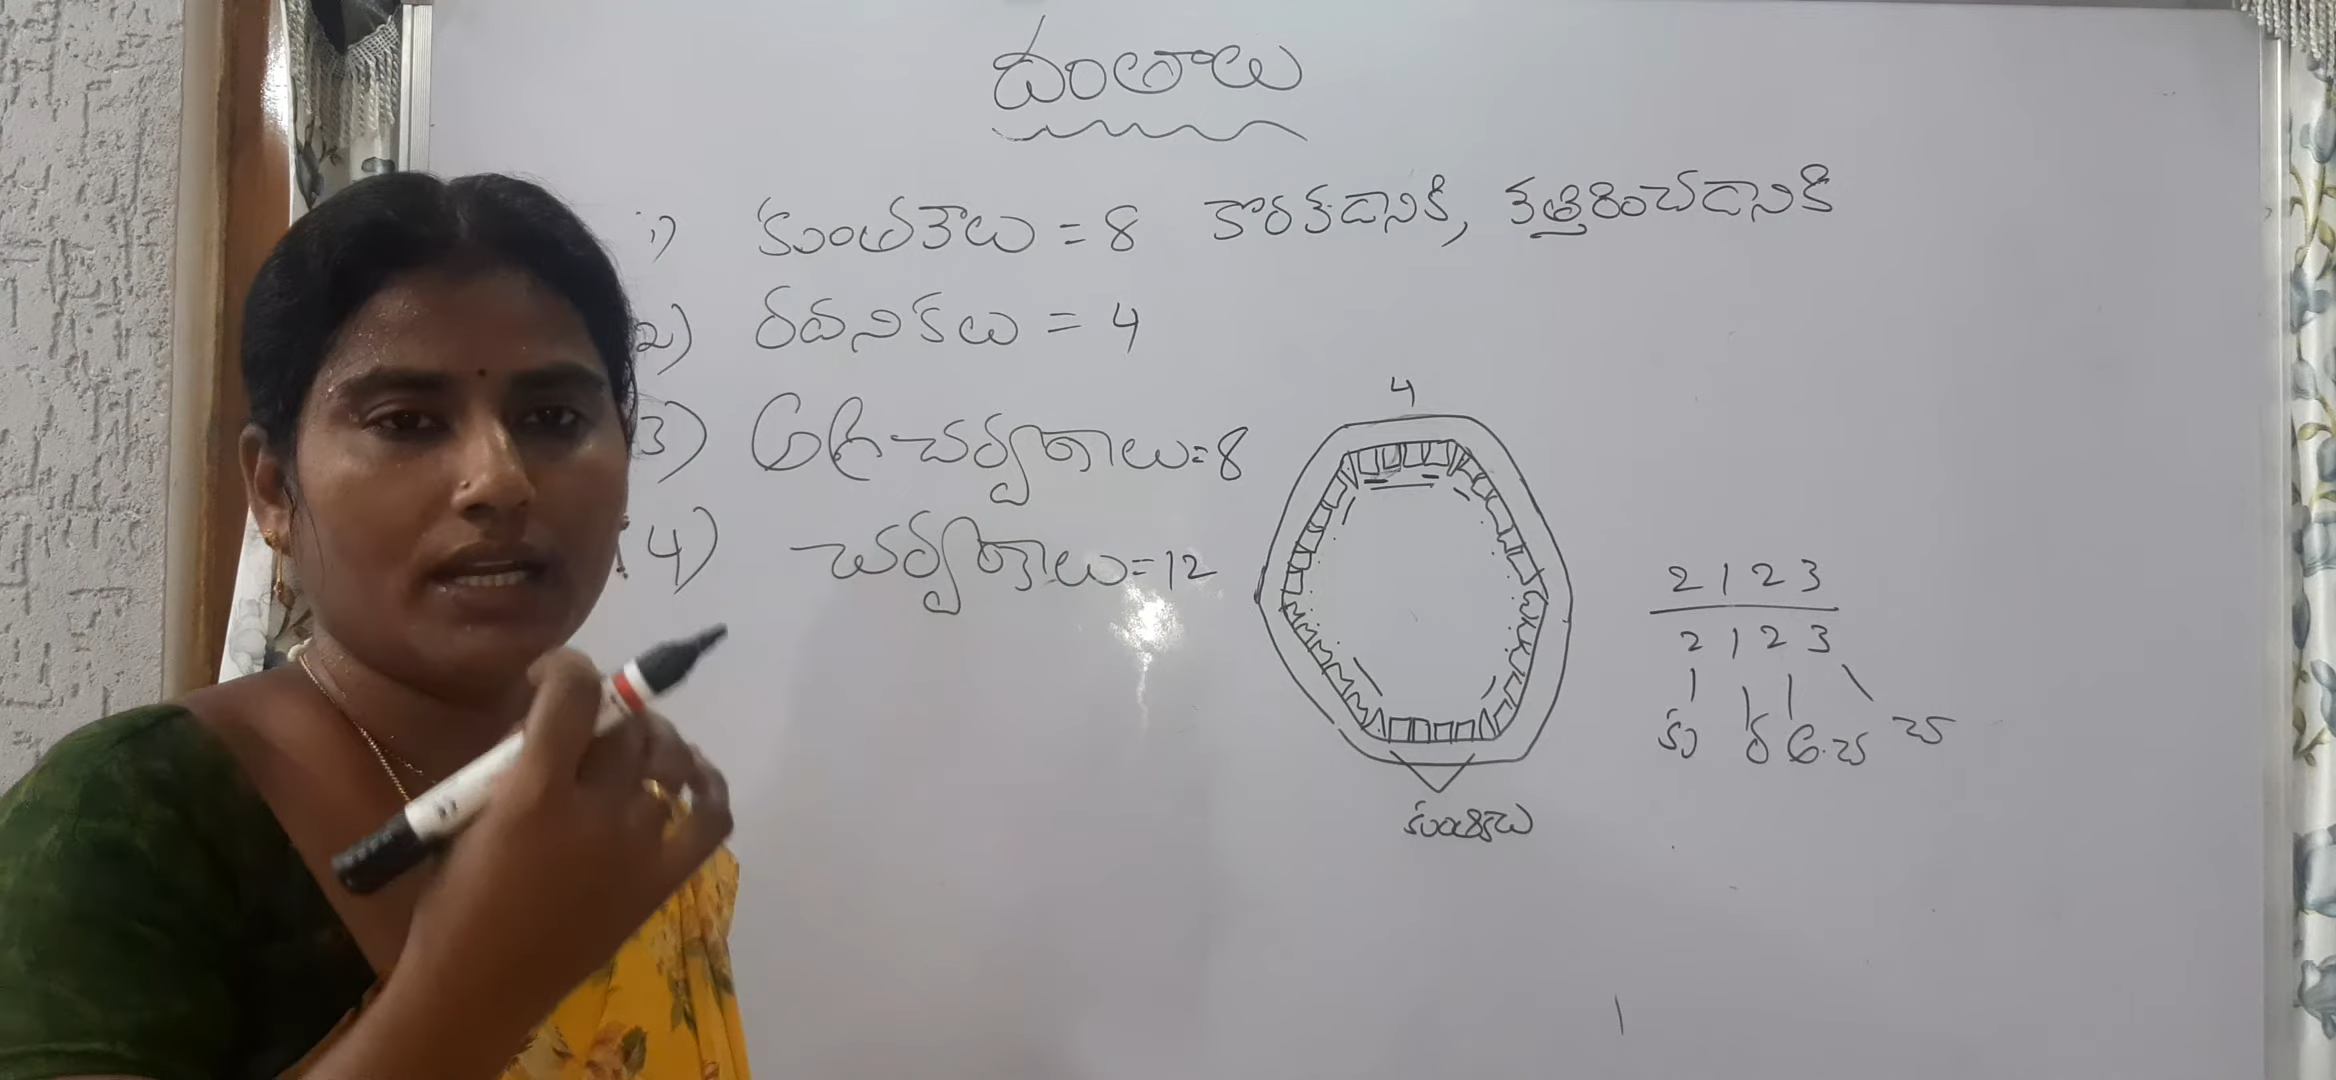 దంతాలు
1) కుంతకాలు = 8 కొరకడానికి, కత్తిరించడానికి
2) రదనికలు = 4
3) అగ్రచర్వణకాలు = 8
4) చర్వణకాలు = 12
4
2 1 2 3
2 1 2 3
కు ర అ.చ చ